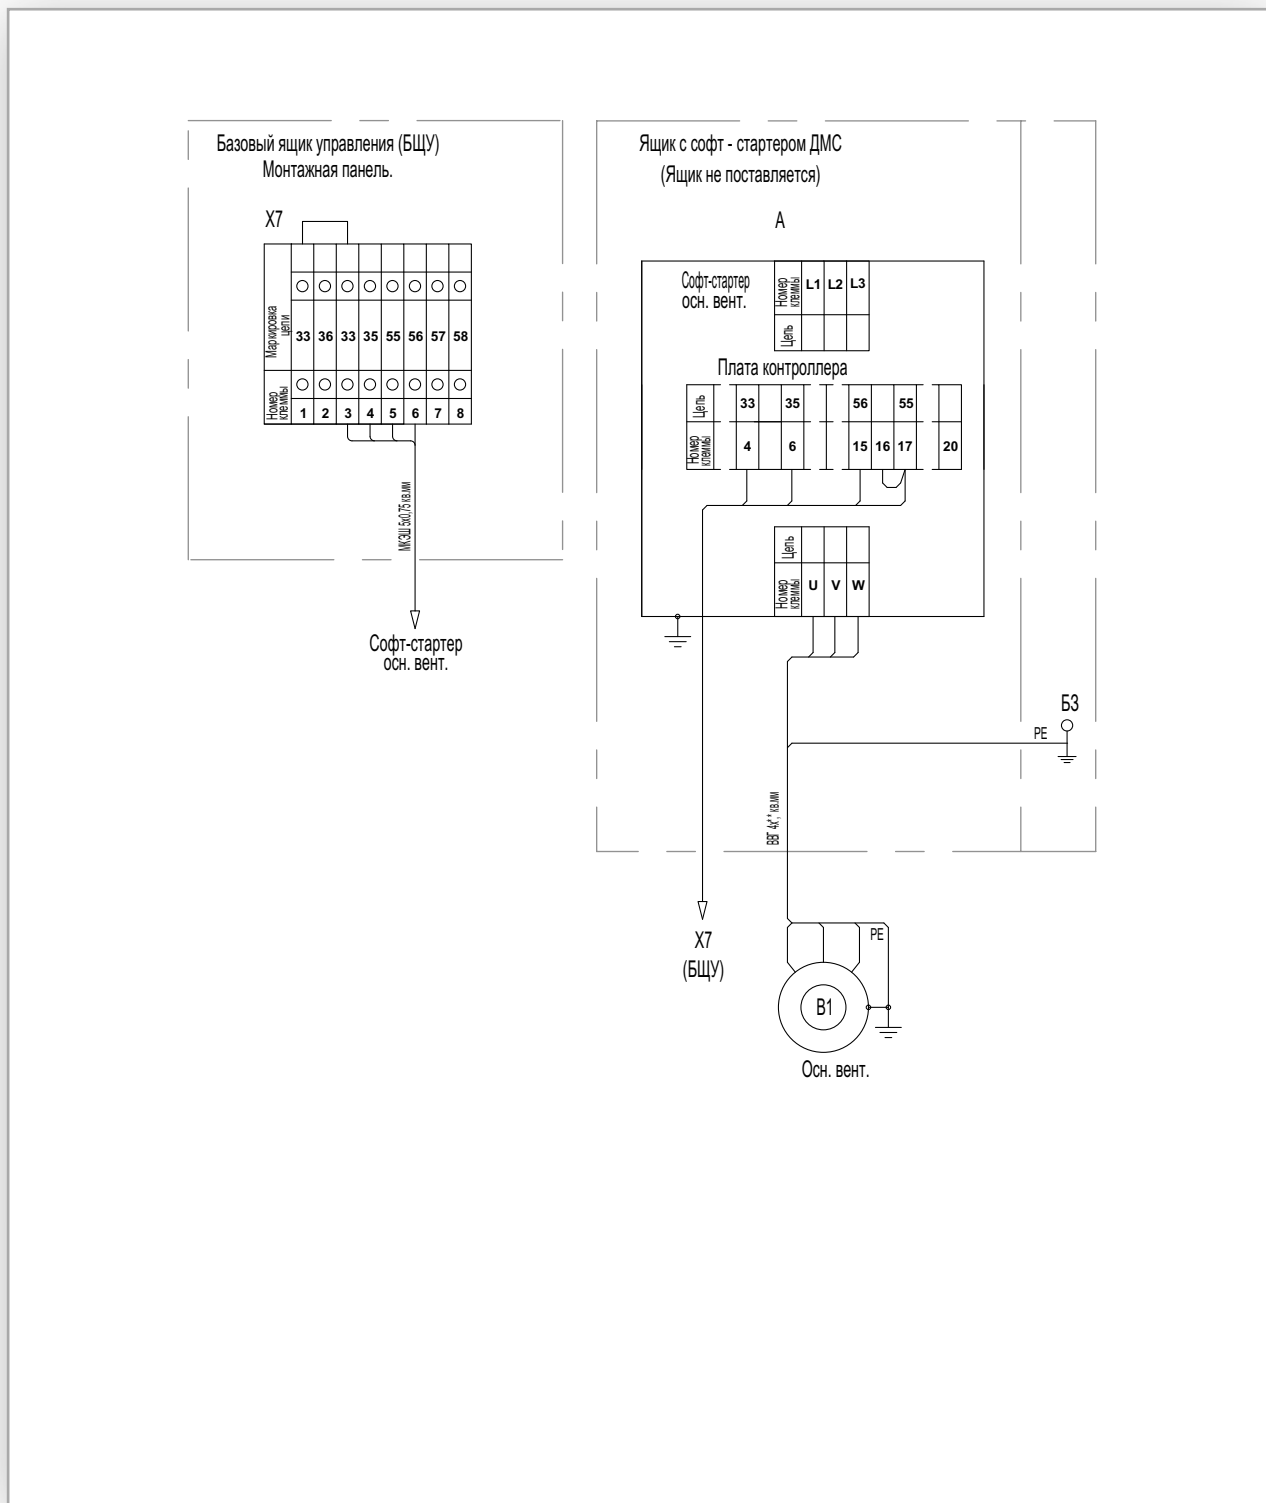 Базовый ящик управления (БЩУ)
Монтажная панель.
X7
Маркировка цепи
33 36 33 35 55 56 57 58
Номер клеммы
1 2 3 4 5 6 7 8
МКЭШ 5х0,75 кв.мм
Софт-стартер
осн. вент.
Ящик с софт - стартером ДМС
(Ящик не поставляется)
А
Софт-стартер
осн. вент.
Номер клеммы
L1 L2 L3
Цепь
Плата контроллера
Цепь
33 35 56 55
Номер клеммы
4 6 15 16 17 20
Цепь
Номер клеммы
U V W
БЗ
PE
ВВГ 4х*,* кв.мм
X7
(БЩУ)
PE
В1
Осн. вент.